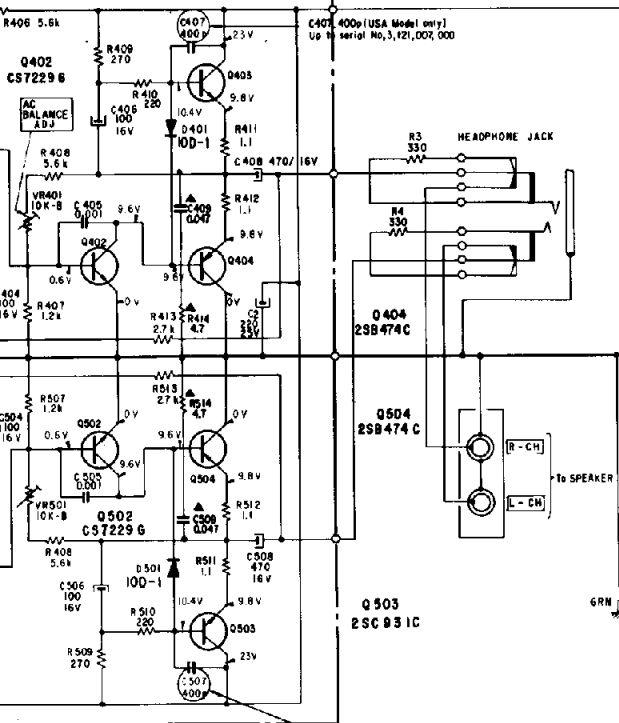 R406 5.6k
C407
400p
C407, 400p(USA Model only)
Up to serial No,3,121,007,000
23V
R409
270
Q402
CS7229G
Q403
R410
220
9.8V
AC
BALANCE
ADJ
C406
100
16V
10.4V
D401
10D-1
R411
1.1
R3
330
HEADPHONE JACK
R408
5.6k
C408 470/16V
VR401
10K-B
C405
0.001
9.6V
C409
0.047
R412
1.1
R4
330
Q402
9.8V
Q404
0.6V
9.6V
404
100
16V
R407
1.2k
0V
0V
R413
2.7k
R414
4.7
C2
220
25V
Q404
2SB474C
R507
1.2k
R513
2.7k
R514
4.7
C504
100
16V
Q502
0V
0V
Q504
2SB474C
0.6V
9.6V
9.6V
R-CH
C505
0.001
Q504
9.8V
To SPEAKER
VR501
10K-B
Q502
CS7229G
C509
0.047
R512
1.1
L-CH
R408
5.6k
D501
10D-1
R511
1.1
C508
470
16V
C506
100
16V
10.4V
9.8V
Q503
2SC931C
GRN
R510
220
Q503
R509
270
23V
C507
400p